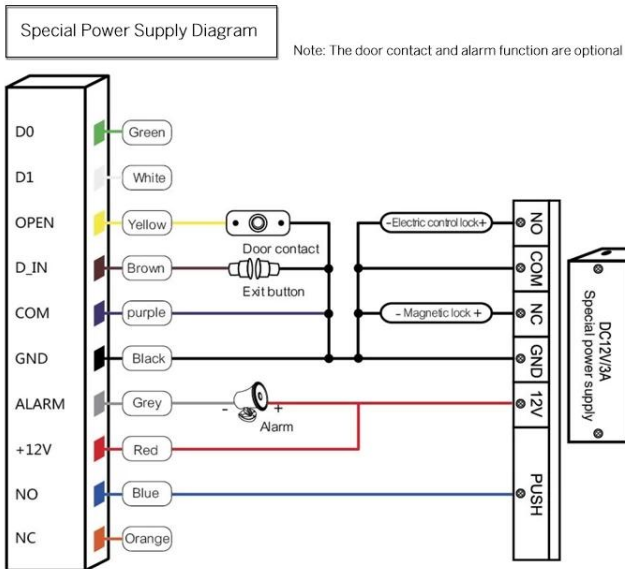 Special Power Supply Diagram
Note: The door contact and alarm function are optional
D0
Green
D1
White
OPEN
Yellow
Door contact
-Electric control lock+
NO
D_IN
Brown
Exit button
COM
COM
purple
- Magnetic lock +
NC
GND
Black
GND
ALARM
Grey
- +
Alarm
12V
+12V
Red
NO
Blue
PUSH
NC
Orange
DC12V/3A
Special power supply